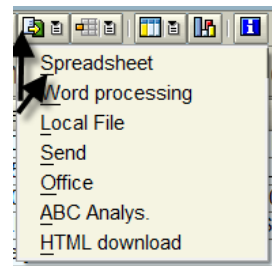 Spreadsheet
Word processing
Local File
Send
Office
ABC Analys.
HTML download